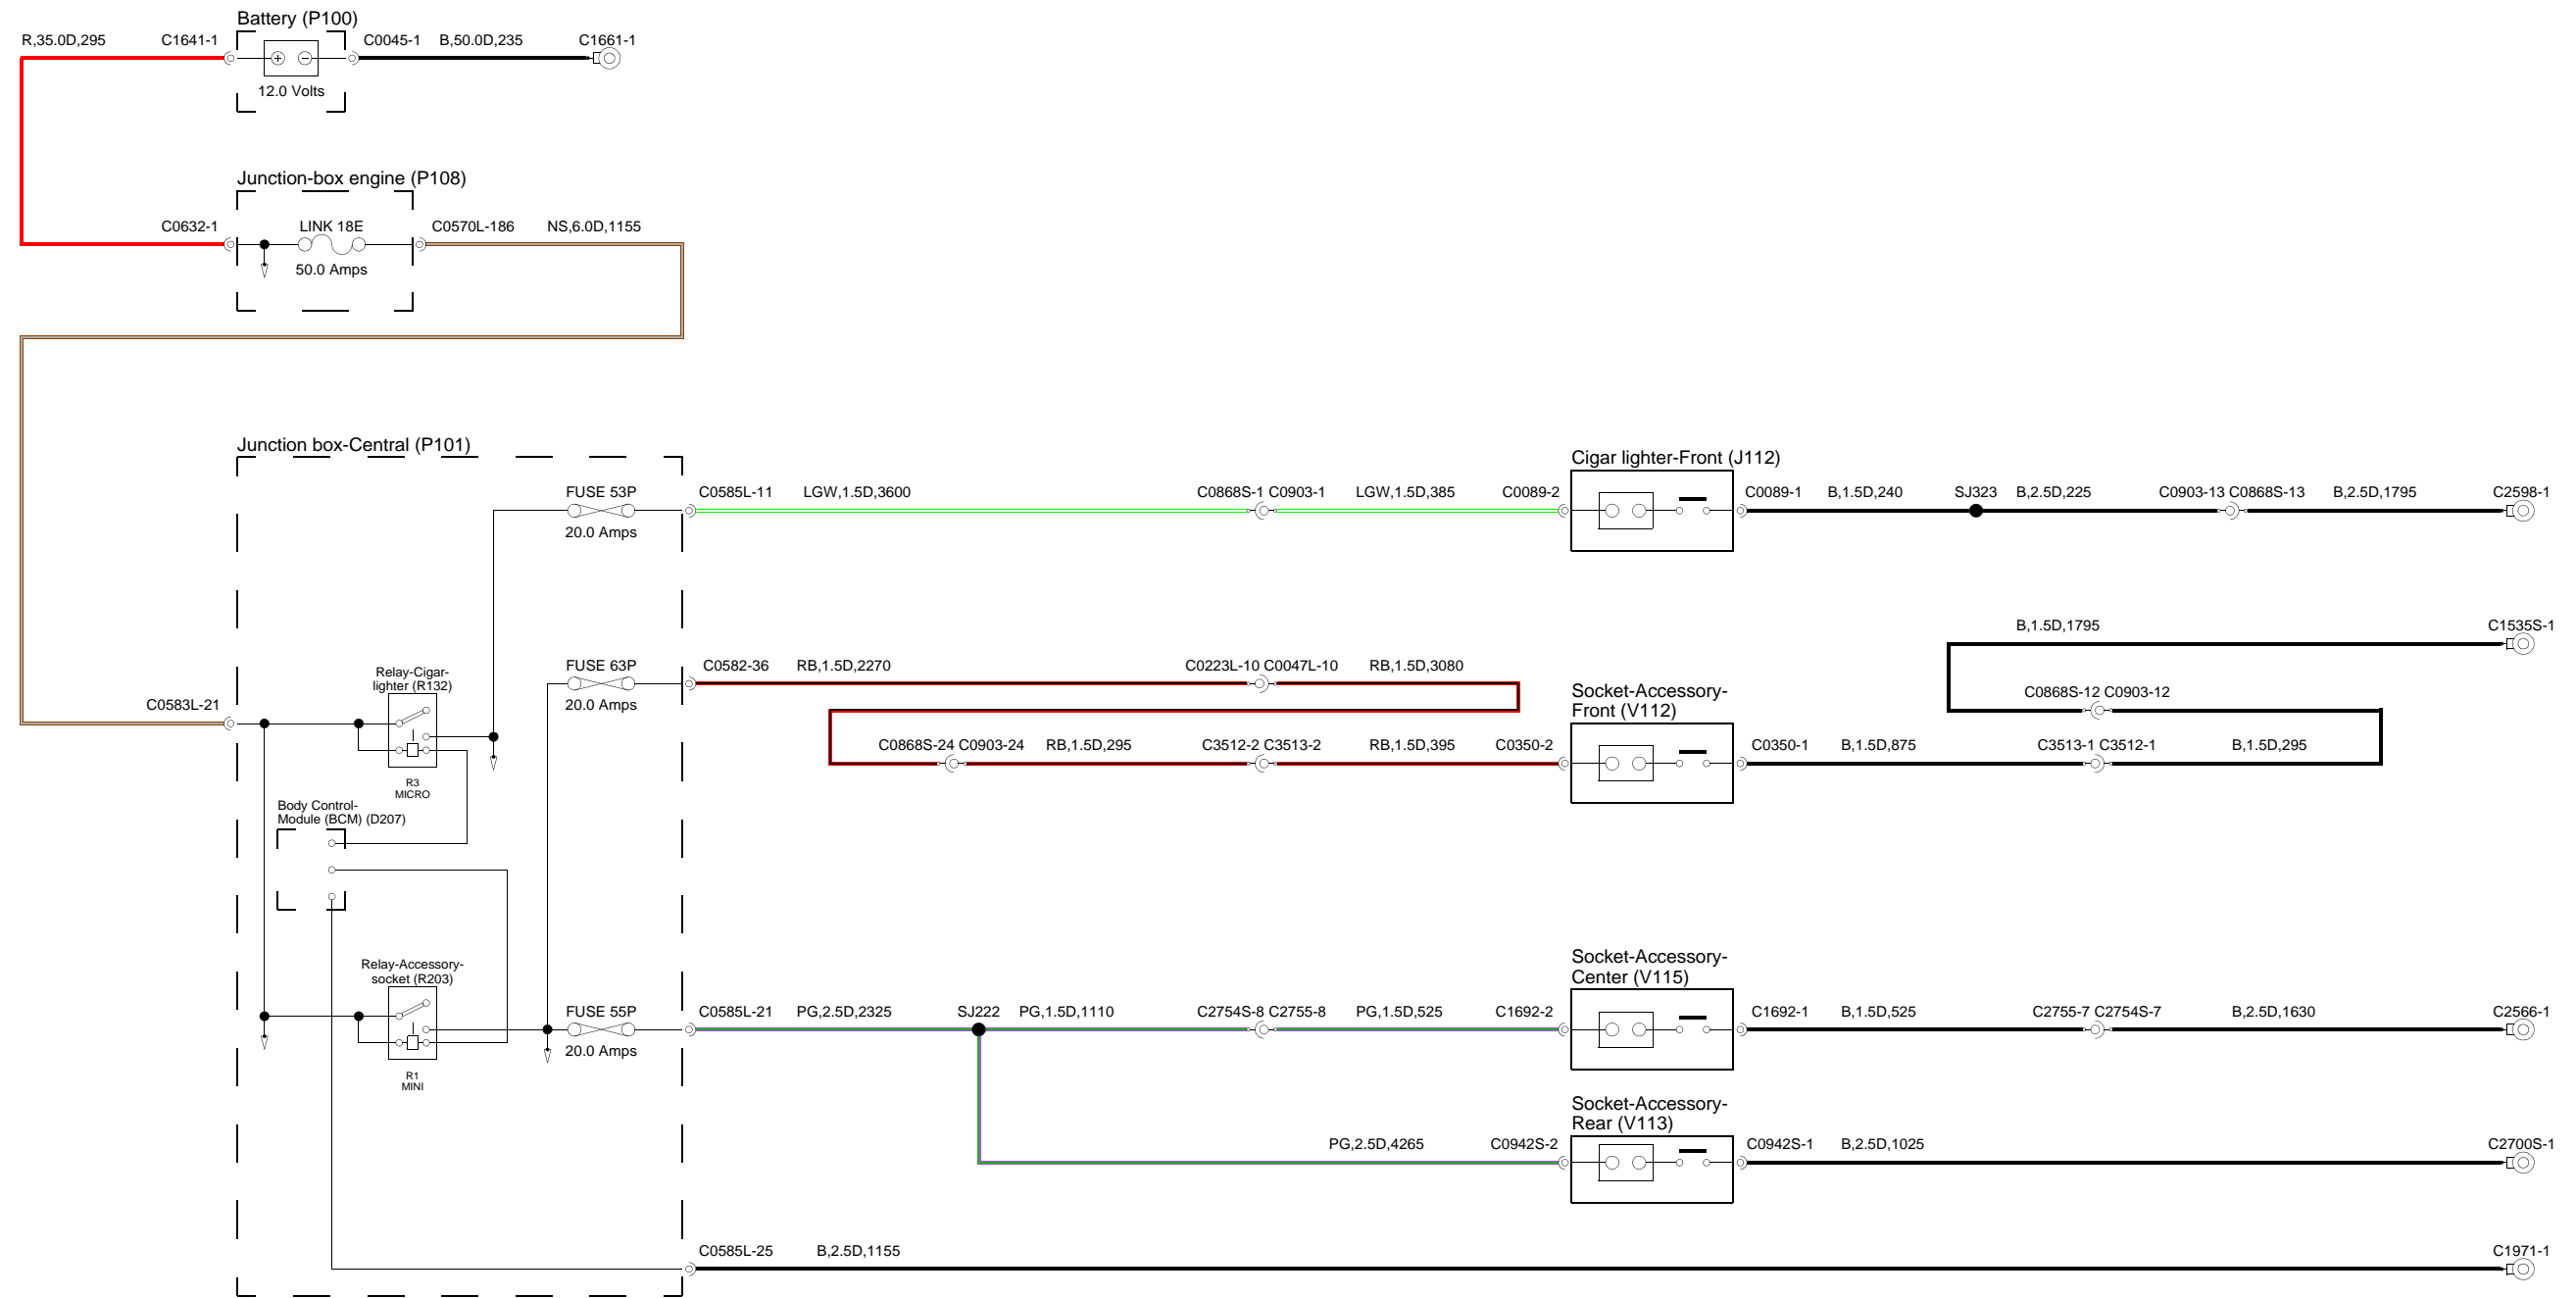 Battery (P100)
R,35.0D,295 C1641-1 C0045-1 B,50.0D,235 C1661-1
+ −
12.0 Volts
Junction-box engine (P108)
C0632-1 LINK 18E C0570L-186 NS,6.0D,1155
50.0 Amps
Junction box-Central (P101)
Cigar lighter-Front (J112)
FUSE 53P C0585L-11 LGW,1.5D,3600 C0868S-1 C0903-1 LGW,1.5D,385 C0089-2 C0089-1 B,1.5D,240 SJ323 B,2.5D,225 C0903-13 C0868S-13 B,2.5D,1795 C2598-1
20.0 Amps
B,1.5D,1795 C1535S-1
FUSE 63P C0582-36 RB,1.5D,2270 C0223L-10 C0047L-10 RB,1.5D,3080
20.0 Amps
Relay-Cigar-
lighter (R132)
C0583L-21
R3
MICRO
Socket-Accessory-
Front (V112)
C0868S-12 C0903-12
C0868S-24 C0903-24 RB,1.5D,295 C3512-2 C3513-2 RB,1.5D,395 C0350-2 C0350-1 B,1.5D,875 C3513-1 C3512-1 B,1.5D,295
Body Control-
Module (BCM) (D207)
Relay-Accessory-
socket (R203)
R1
MINI
Socket-Accessory-
Center (V115)
FUSE 55P C0585L-21 PG,2.5D,2325 SJ222 PG,1.5D,1110 C2754S-8 C2755-8 PG,1.5D,525 C1692-2 C1692-1 B,1.5D,525 C2755-7 C2754S-7 B,2.5D,1630 C2566-1
20.0 Amps
Socket-Accessory-
Rear (V113)
PG,2.5D,4265 C0942S-2 C0942S-1 B,2.5D,1025 C2700S-1
C0585L-25 B,2.5D,1155 C1971-1